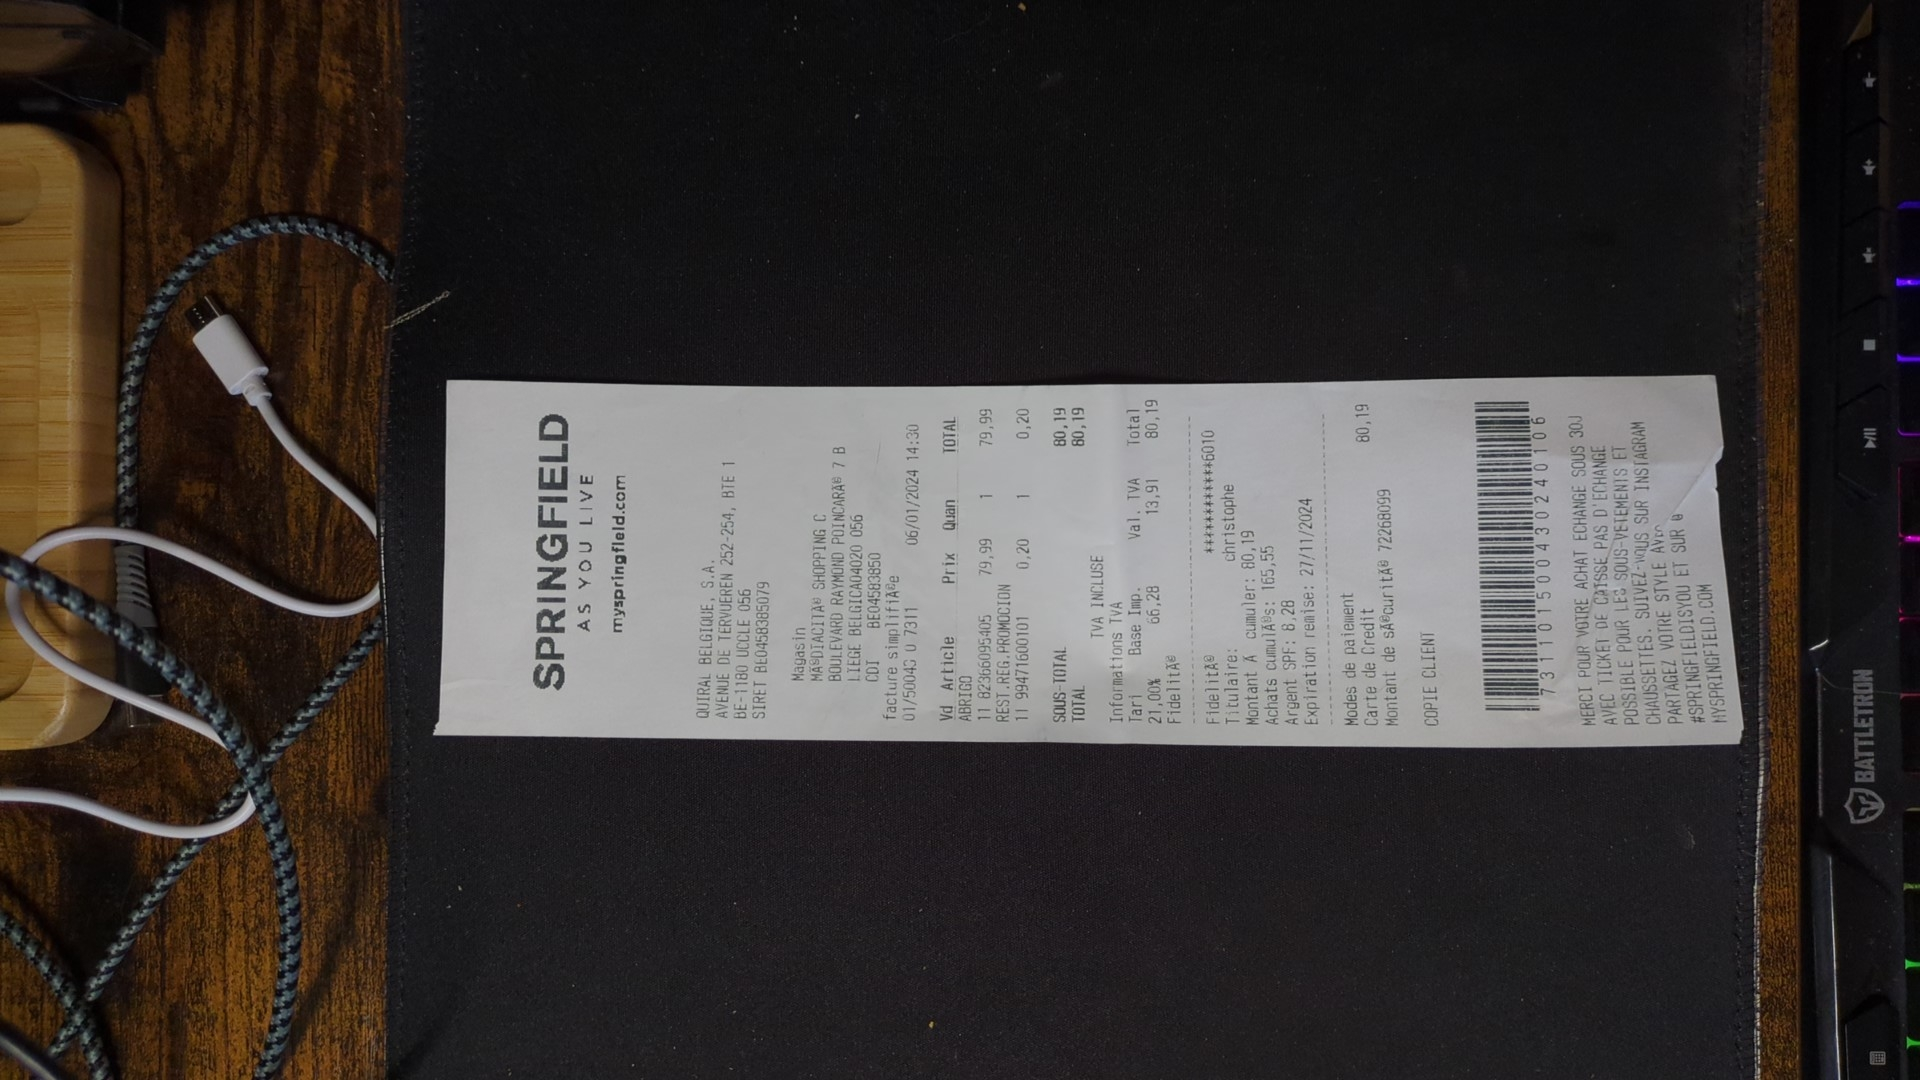 SPRINGFIELD
AS YOU LIVE
myspringfield.com
QUIRAL BELGIQUE, S.A.
AVENUE DE TERVUEREN 252-254, BTE 1
BE-1180 UCCLE 056
SIRET BE0458385079
Magasin
MÃ©DIACITÃ© SHOPPING C
BOULEVARD RAYMOND POINCARÃ© 7 B
LIEGE BELGICA04020 056
CDI BE04583850
facture simplifiÃ©e
01/50043 U 7311 06/01/2024 14:30
Vd Article Prix Quan TOTAL
ABRIGO
11 82366095405 79,99 1 79,99
REST.REG.PROMOCION
11 99471600101 0,20 1 0,20
SOUS-TOTAL 80,19
TOTAL 80,19
TVA INCLUSE
Informations TVA
Tari Base Imp. Val. TVA Total
21,00% 66,28 13,91 80,19
FidelitÃ©
FidelitÃ© ************6010
Titulaire: christophe
Montant Ã cumuler: 80,19
Achats cumulÃ©s: 165,55
Argent SPF: 8,28
Expiration remise: 27/11/2024
Modes de paiement
Carte de Credit 80,19
Montant de sÃ©curitÃ© 72268099
COPIE CLIENT
731101500430240106
MERCI POUR VOTRE ACHAT ECHANGE SOUS 30J
AVEC TICKET DE CAISSE PAS D'ECHANGE
POSSIBLE POUR LES SOUS-VETEMENTS ET
CHAUSSETTES. SUIVEZ-VOUS SUR INSTAGRAM
PARTAGEZ VOTRE STYLE AVEC
#SPRINGFIELDISYOU ET SUR
MYSPRINGFIELD.COM
BATTLETRON